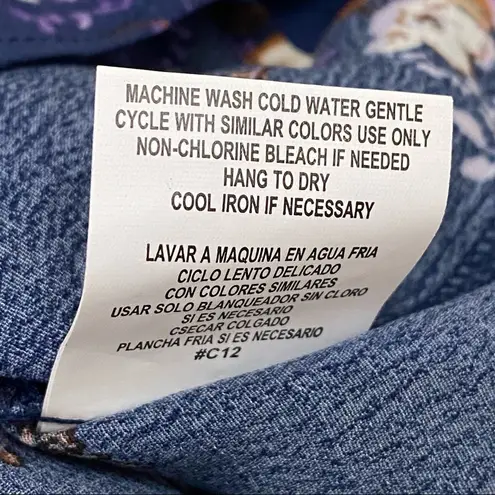 MACHINE WASH COLD WATER GENTLE
CYCLE WITH SIMILAR COLORS USE ONLY
NON-CHLORINE BLEACH IF NEEDED
HANG TO DRY
COOL IRON IF NECESSARY
LAVAR A MAQUINA EN AGUA FRIA
CICLO LENTO DELICADO
CON COLORES SIMILARES
USAR SOLO BLANQUEADOR SIN CLORO
SI ES NECESARIO
CSECAR COLGADO
PLANCHA FRIA SI ES NECESARIO
#C12